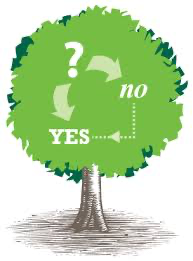 ?
no
YES